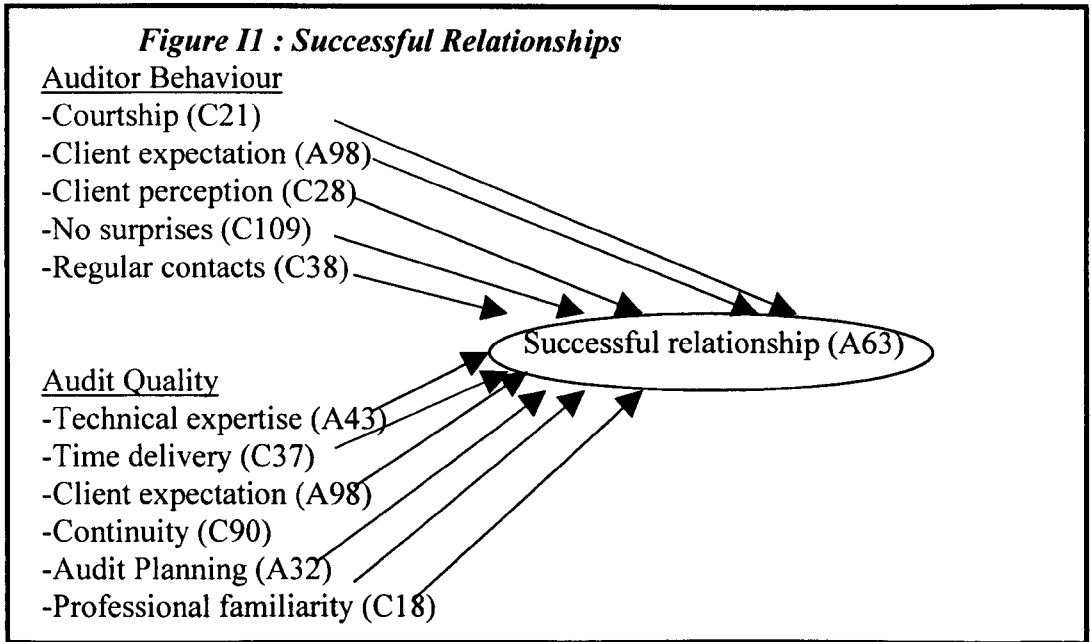 Figure I1 : Successful Relationships
Auditor Behaviour
-Courtship (C21)
-Client expectation (A98)
-Client perception (C28)
-No surprises (C109)
-Regular contacts (C38)
Successful relationship (A63)
Audit Quality
-Technical expertise (A43)
-Time delivery (C37)
-Client expectation (A98)
-Continuity (C90)
-Audit Planning (A32)
-Professional familiarity (C18)